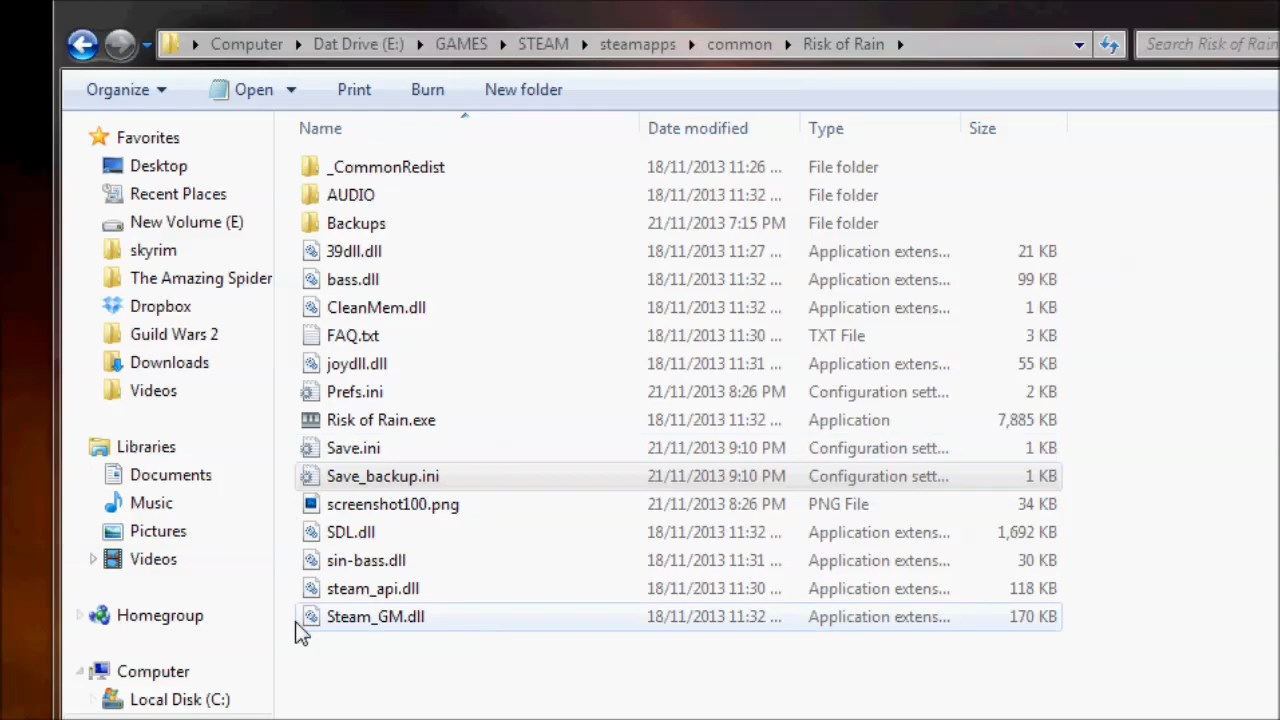 Computer Dat Drive (E:) GAMES STEAM steamapps common Risk of Rain Search Risk of Rain
Organize Open Print Burn New folder
Name Date modified Type Size
Favorites
Desktop
Recent Places
New Volume (E)
skyrim
The Amazing Spider
Dropbox
Guild Wars 2
Downloads
Videos
Libraries
Documents
Music
Pictures
Videos
Homegroup
Computer
Local Disk (C:)
_CommonRedist 18/11/2013 11:26 ... File folder
AUDIO 18/11/2013 11:32 ... File folder
Backups 21/11/2013 7:15 PM File folder
39dll.dll 18/11/2013 11:27 ... Application extens... 21 KB
bass.dll 18/11/2013 11:32 ... Application extens... 99 KB
CleanMem.dll 18/11/2013 11:32 ... Application extens... 1 KB
FAQ.txt 18/11/2013 11:30 ... TXT File 3 KB
joydll.dll 18/11/2013 11:31 ... Application extens... 55 KB
Prefs.ini 21/11/2013 8:26 PM Configuration sett... 2 KB
Risk of Rain.exe 18/11/2013 11:32 ... Application 7,885 KB
Save.ini 21/11/2013 9:10 PM Configuration sett... 1 KB
Save_backup.ini 21/11/2013 9:10 PM Configuration sett... 1 KB
screenshot100.png 21/11/2013 8:26 PM PNG File 34 KB
SDL.dll 18/11/2013 11:32 ... Application extens... 1,692 KB
sin-bass.dll 18/11/2013 11:31 ... Application extens... 30 KB
steam_api.dll 18/11/2013 11:30 ... Application extens... 118 KB
Steam_GM.dll 18/11/2013 11:32 ... Application extens... 170 KB